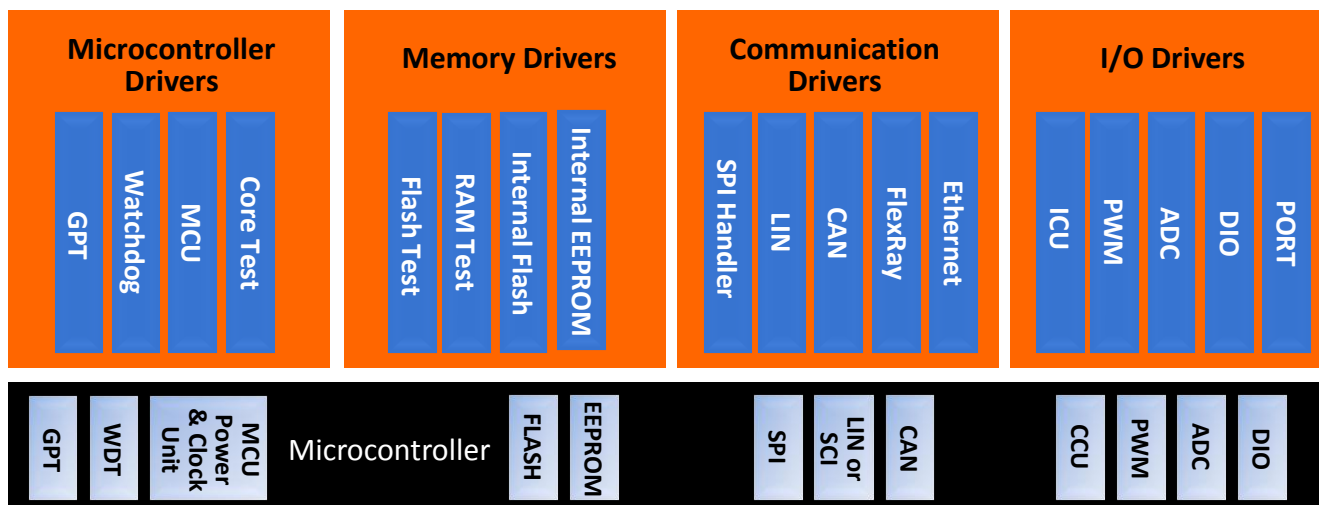 Microcontroller
Drivers
GPT
Watchdog
MCU
Core Test
Memory Drivers
Flash Test
RAM Test
Internal Flash
Internal EEPROM
Communication
Drivers
SPI Handler
LIN
CAN
FlexRay
Ethernet
I/O Drivers
ICU
PWM
ADC
DIO
PORT
GPT
WDT
MCU
Power
& Clock
Unit
Microcontroller
FLASH
EEPROM
SPI
LIN or
SCI
CAN
CCU
PWM
ADC
DIO